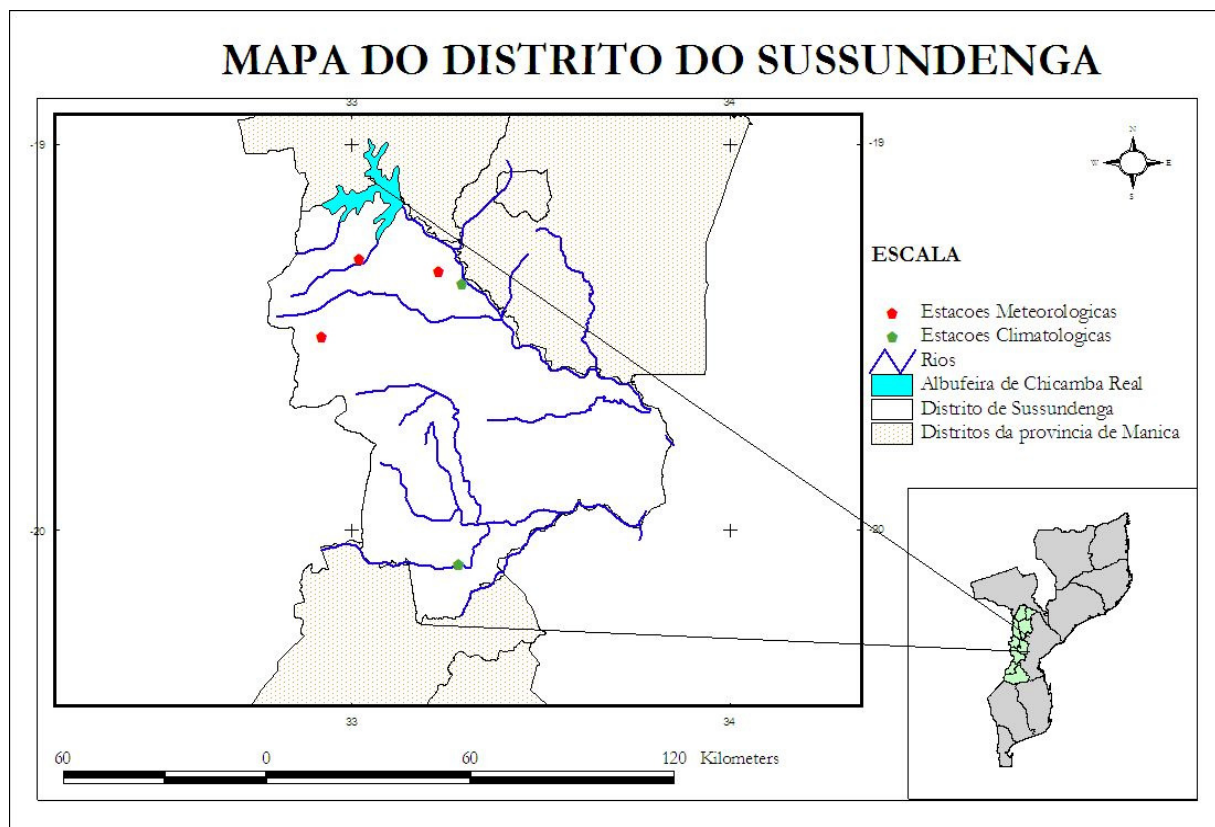 MAPA DO DISTRITO DO SUSSUNDENGA
33 34
-19 -19
N
W E
S
ESCALA
Estacoes Meteorologicas
Estacoes Climatologicas
Rios
Albufeira de Chicamba Real
Distrito de Sussundenga
Distritos da provincia de Manica
-20 -20
33 34
60 0 60 120 Kilometers